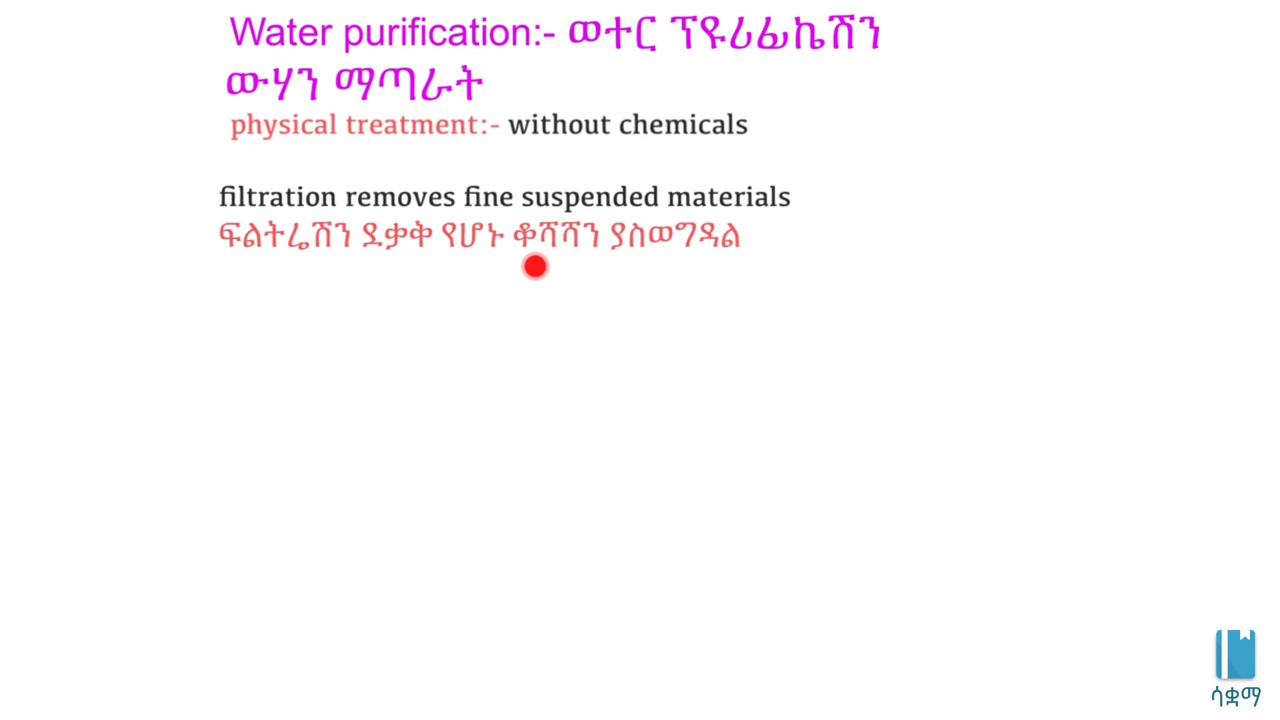 Water purification:- ወተር ፕዩሪፊኬሽን
ውሃን ማጣራት
physical treatment:- without chemicals
filtration removes fine suspended materials
ፍልትሬሽን ደቃቅ የሆኑ ቆሻሻን ያስወግዳል
ሳቋማ